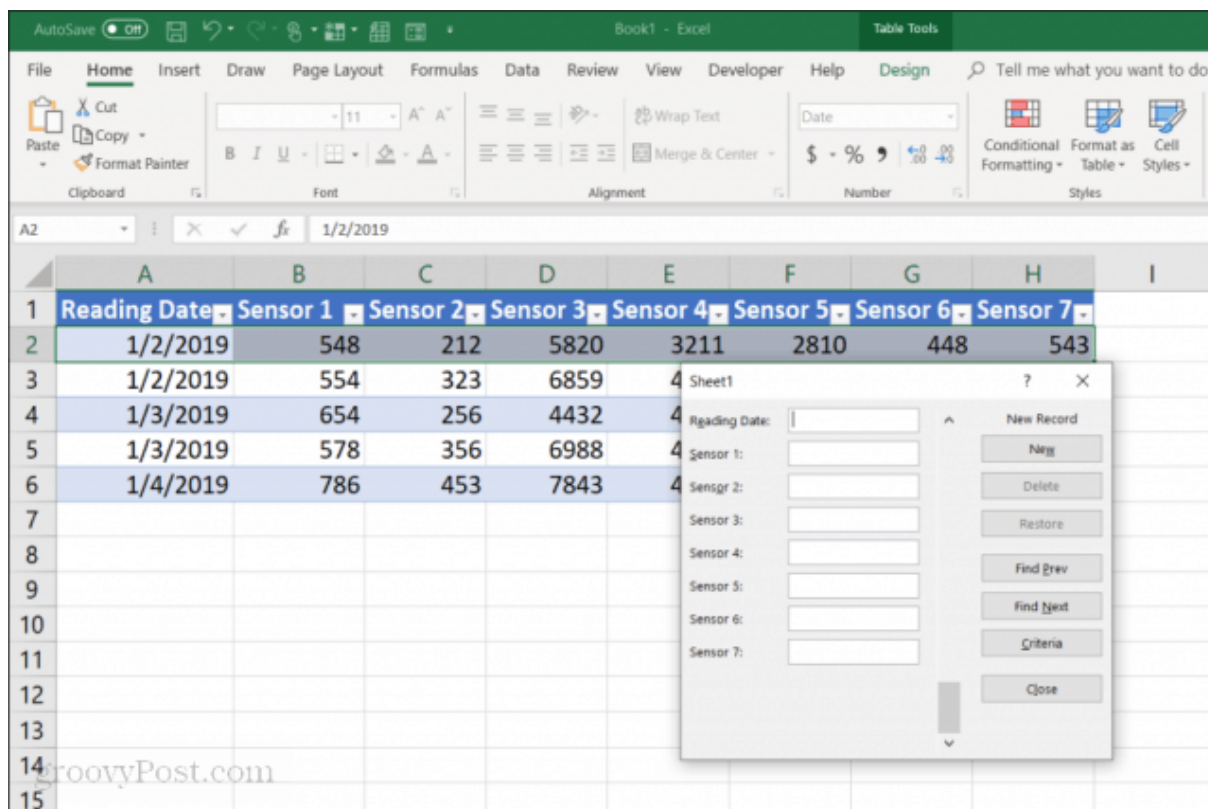 AutoSave Off Book1 - Excel Table Tools
File Home Insert Draw Page Layout Formulas Data Review View Developer Help Design Tell me what you want to do
Paste
Cut
Copy
Format Painter
Clipboard
11
B I U
Font
Wrap Text
Merge & Center
Alignment
Date
$ % 9 .00 .00
Number
Conditional Formatting
Format as Table
Cell Styles
Styles
A2 fx 1/2/2019
A B C D E F G H I
1 Reading Date Sensor 1 Sensor 2 Sensor 3 Sensor 4 Sensor 5 Sensor 6 Sensor 7
2 1/2/2019 548 212 5820 3211 2810 448 543
3 1/2/2019 554 323 6859 4
4 1/3/2019 654 256 4432 4
5 1/3/2019 578 356 6988 4
6 1/4/2019 786 453 7843 4
7
8
9
10
11
12
13
14
15
Sheet1 ? ×
Reading Date:
Sensor 1:
Sensor 2:
Sensor 3:
Sensor 4:
Sensor 5:
Sensor 6:
Sensor 7:
New Record
New
Delete
Restore
Find Prev
Find Next
Criteria
Close
groovyPost.com